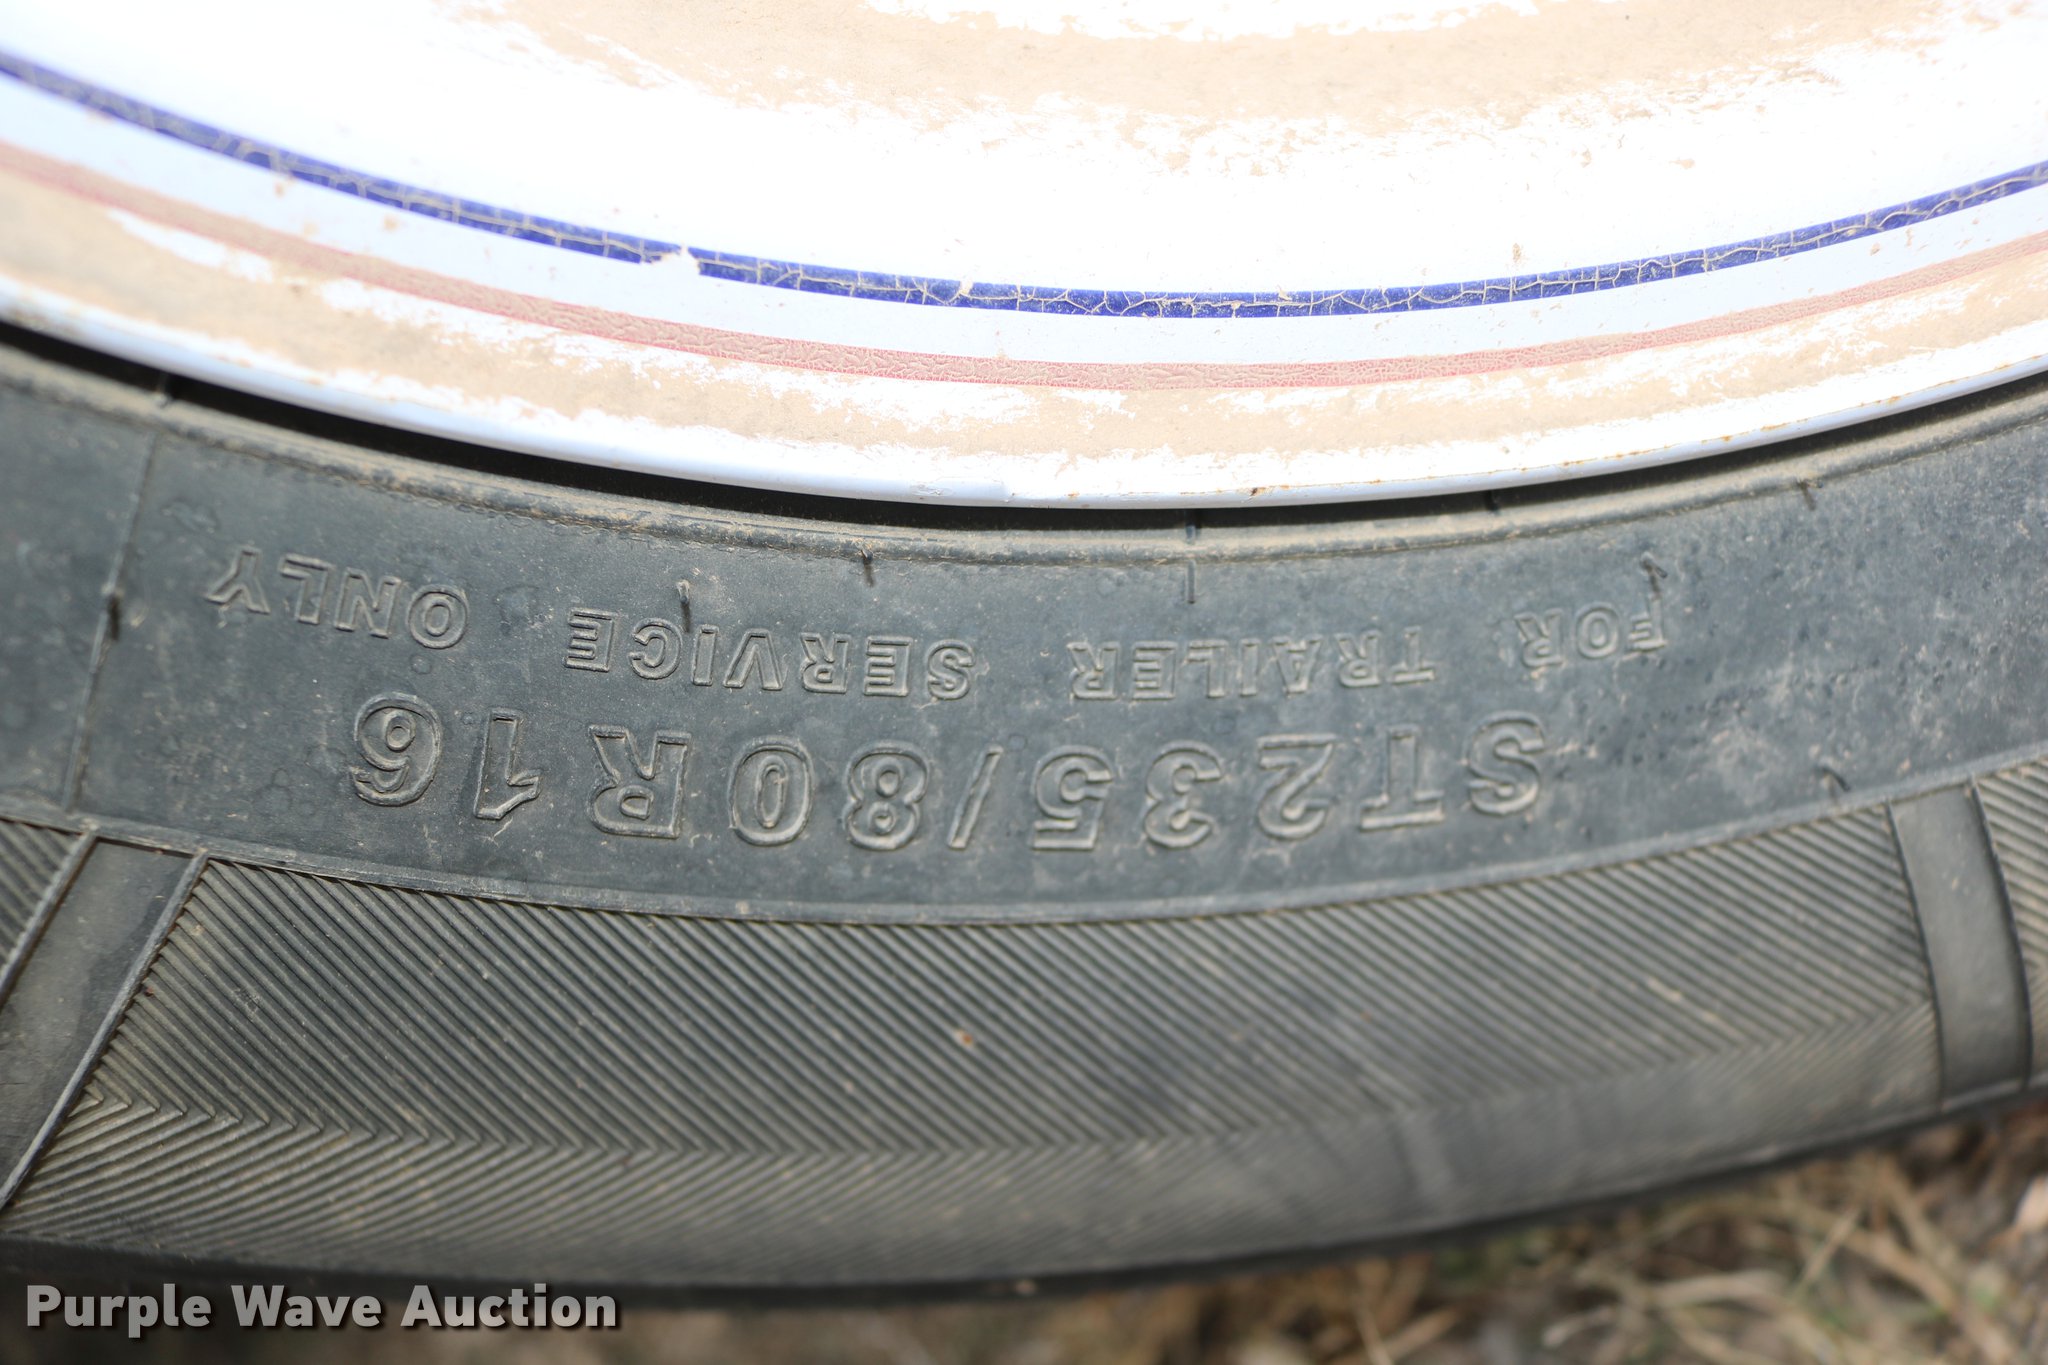 ST235/80R16
FOR TRAILER SERVICE ONLY
Purple Wave Auction